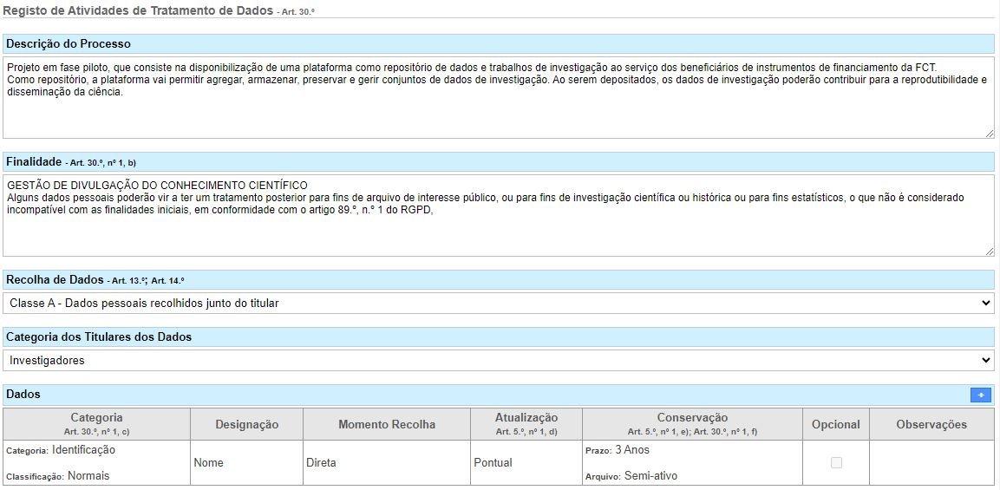 Registo de Atividades de Tratamento de Dados - Art. 30.º
Descrição do Processo
Projeto em fase piloto, que consiste na disponibilização de uma plataforma como repositório de dados e trabalhos de investigação ao serviço dos beneficiários de instrumentos de financiamento da FCT.
Como repositório, a plataforma vai permitir agregar, armazenar, preservar e gerir conjuntos de dados de investigação. Ao serem depositados, os dados de investigação poderão contribuir para a reprodutibilidade e
disseminação da ciência.
Finalidade - Art. 30.º, nº 1, b)
GESTÃO DE DIVULGAÇÃO DO CONHECIMENTO CIENTÍFICO
Alguns dados pessoais poderão vir a ter um tratamento posterior para fins de arquivo de interesse público, ou para fins de investigação científica ou histórica ou para fins estatísticos, o que não é considerado
incompatível com as finalidades iniciais, em conformidade com o artigo 89.º, n.º 1 do RGPD,
Recolha de Dados - Art. 13.º; Art. 14.º
Classe A - Dados pessoais recolhidos junto do titular
Categoria dos Titulares dos Dados
Investigadores
Dados +
Categoria Designação Momento Recolha Atualização Conservação Opcional Observações
Art. 30.º, nº 1, c) Art. 5.º, nº 1, d) Art. 5.º, nº 1, e); Art. 30.º, nº 1, f)
Categoria: Identificação Nome Direta Pontual Prazo: 3 Anos
Classificação: Normais Arquivo: Semi-ativo